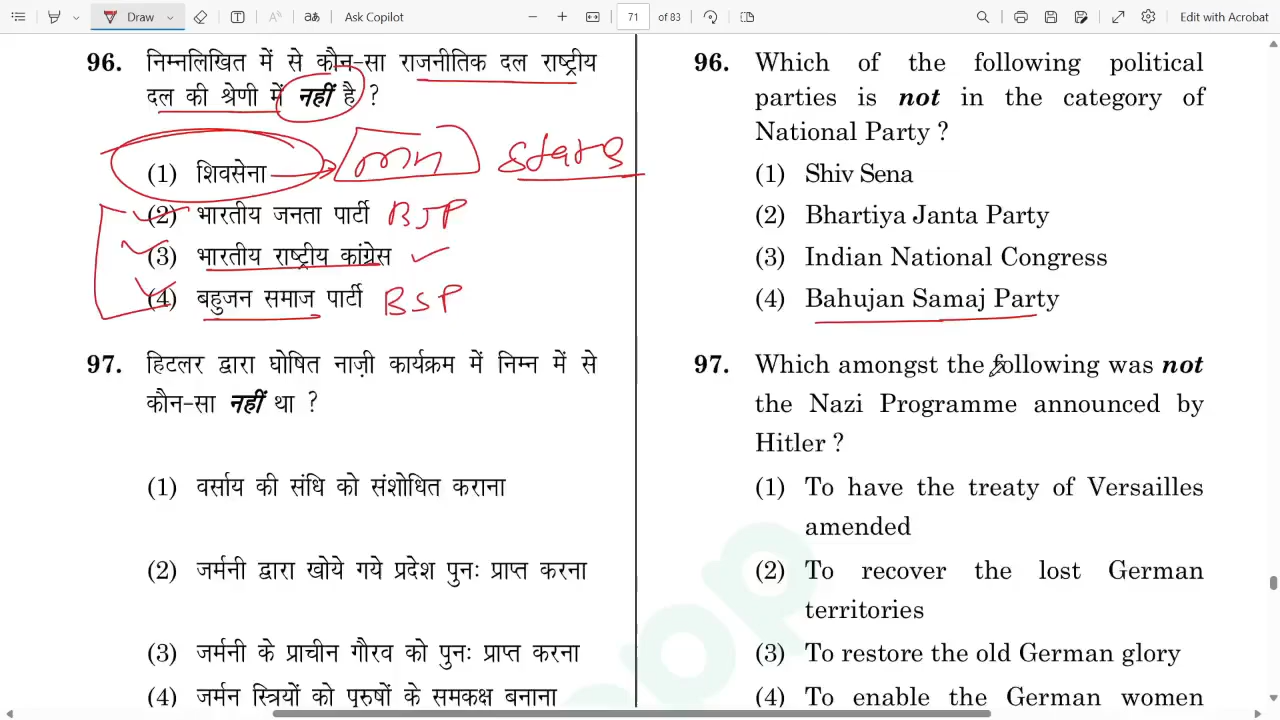 Draw
Ask Copilot
71 of 83
Edit with Acrobat
96. निम्नलिखित में से कौन-सा राजनीतिक दल राष्ट्रीय
दल की श्रेणी में नहीं है ?
(1) शिवसेना
State
(2) भारतीय जनता पार्टी BJP
(3) भारतीय राष्ट्रीय कांग्रेस
(4) बहुजन समाज पार्टी BSP
97. हिटलर द्वारा घोषित नाज़ी कार्यक्रम में निम्न में से
कौन-सा नहीं था ?
(1) वर्साय की संधि को संशोधित कराना
(2) जर्मनी द्वारा खोये गये प्रदेश पुनः प्राप्त करना
(3) जर्मनी के प्राचीन गौरव को पुनः प्राप्त करना
(4) जर्मन स्त्रियों को पुरुषों के समकक्ष बनाना
96. Which of the following political
parties is not in the category of
National Party ?
(1) Shiv Sena
(2) Bhartiya Janta Party
(3) Indian National Congress
(4) Bahujan Samaj Party
97. Which amongst the following was not
the Nazi Programme announced by
Hitler ?
(1) To have the treaty of Versailles
amended
(2) To recover the lost German
territories
(3) To restore the old German glory
(4) To enable the German women